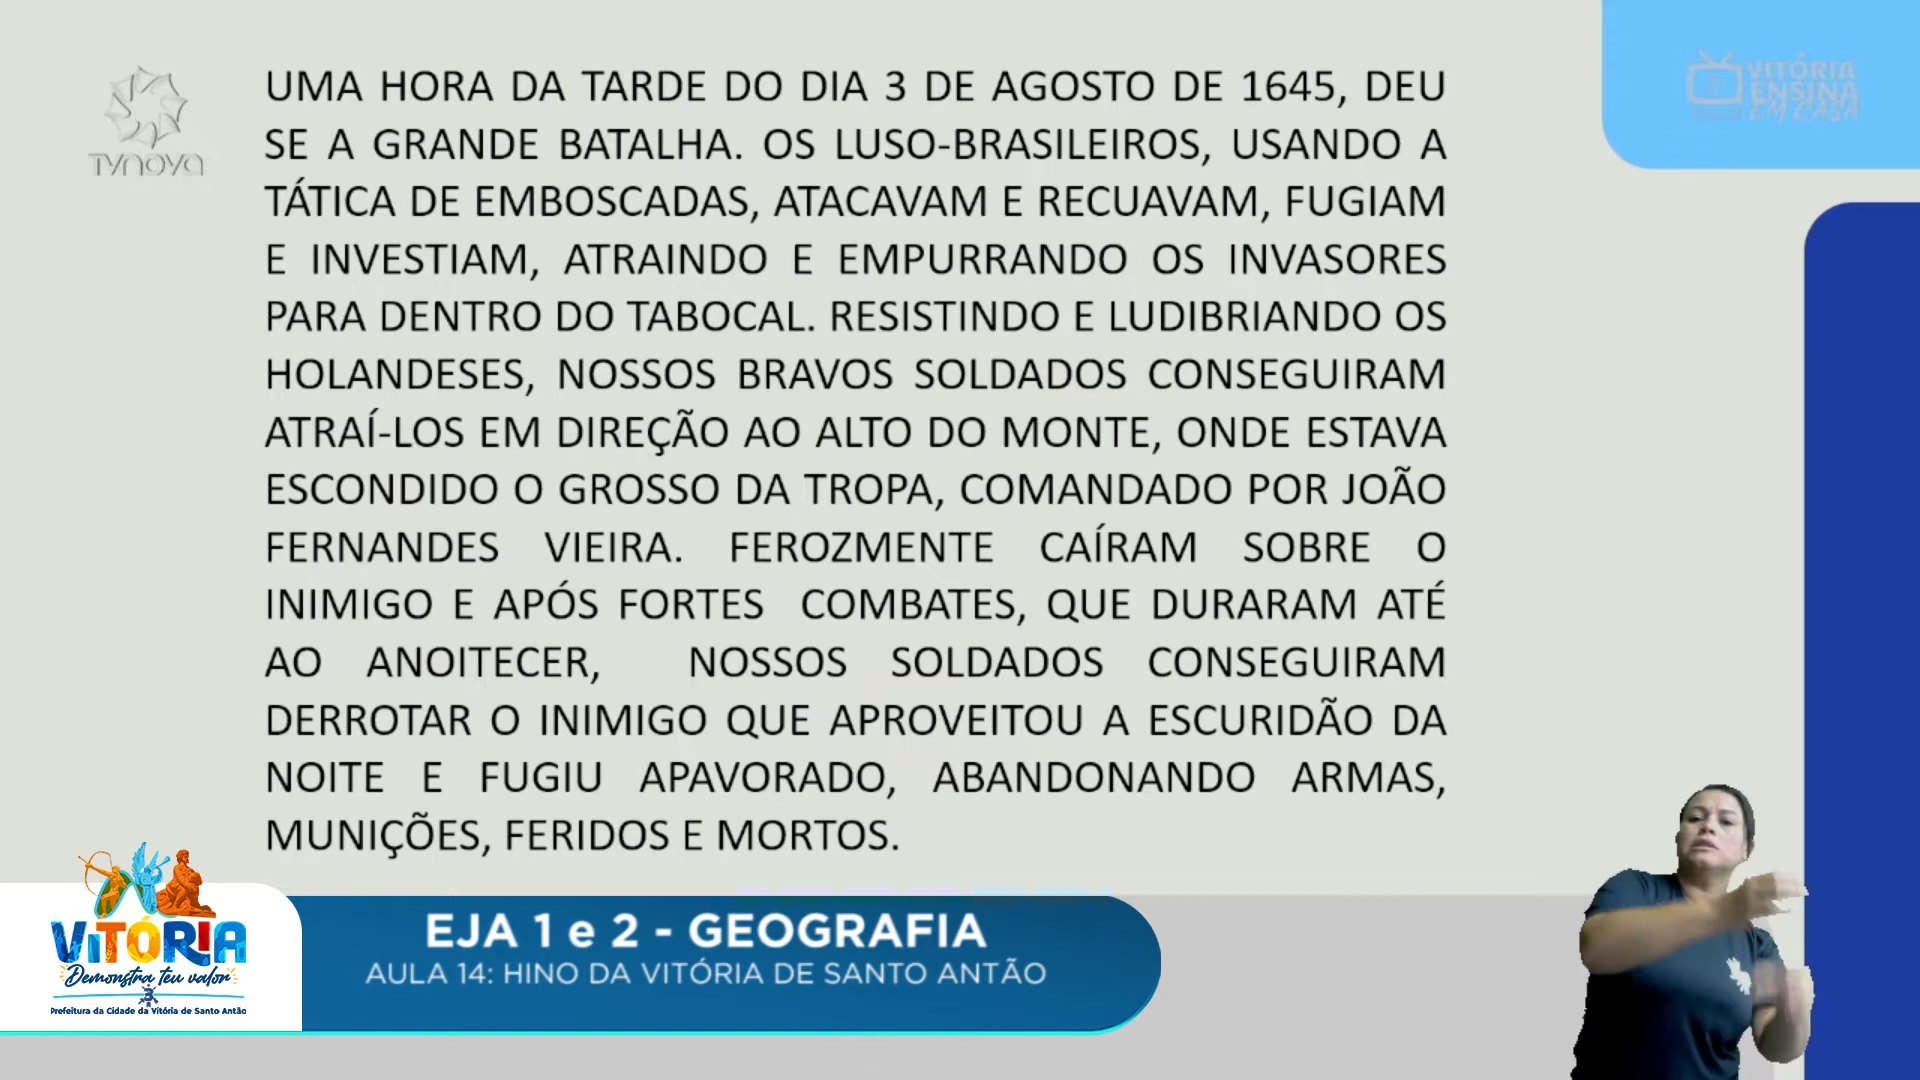 UMA HORA DA TARDE DO DIA 3 DE AGOSTO DE 1645, DEU
SE A GRANDE BATALHA. OS LUSO-BRASILEIROS, USANDO A
TÁTICA DE EMBOSCADAS, ATACAVAM E RECUAVAM, FUGIAM
E INVESTIAM, ATRAINDO E EMPURRANDO OS INVASORES
PARA DENTRO DO TABOCAL. RESISTINDO E LUDIBRIANDO OS
HOLANDESES, NOSSOS BRAVOS SOLDADOS CONSEGUIRAM
ATRAÍ-LOS EM DIREÇÃO AO ALTO DO MONTE, ONDE ESTAVA
ESCONDIDO O GROSSO DA TROPA, COMANDADO POR JOÃO
FERNANDES VIEIRA. FEROZMENTE CAÍRAM SOBRE O
INIMIGO E APÓS FORTES COMBATES, QUE DURARAM ATÉ
AO ANOITECER, NOSSOS SOLDADOS CONSEGUIRAM
DERROTAR O INIMIGO QUE APROVEITOU A ESCURIDÃO DA
NOITE E FUGIU APAVORADO, ABANDONANDO ARMAS,
MUNIÇÕES, FERIDOS E MORTOS.
TVNOVA
VITÓRIA
ENSINA
EM CASA
VITÓRIA
Demonstra teu valor
Prefeitura da Cidade da Vitória de Santo Antão
EJA 1 e 2 - GEOGRAFIA
AULA 14: HINO DA VITÓRIA DE SANTO ANTÃO